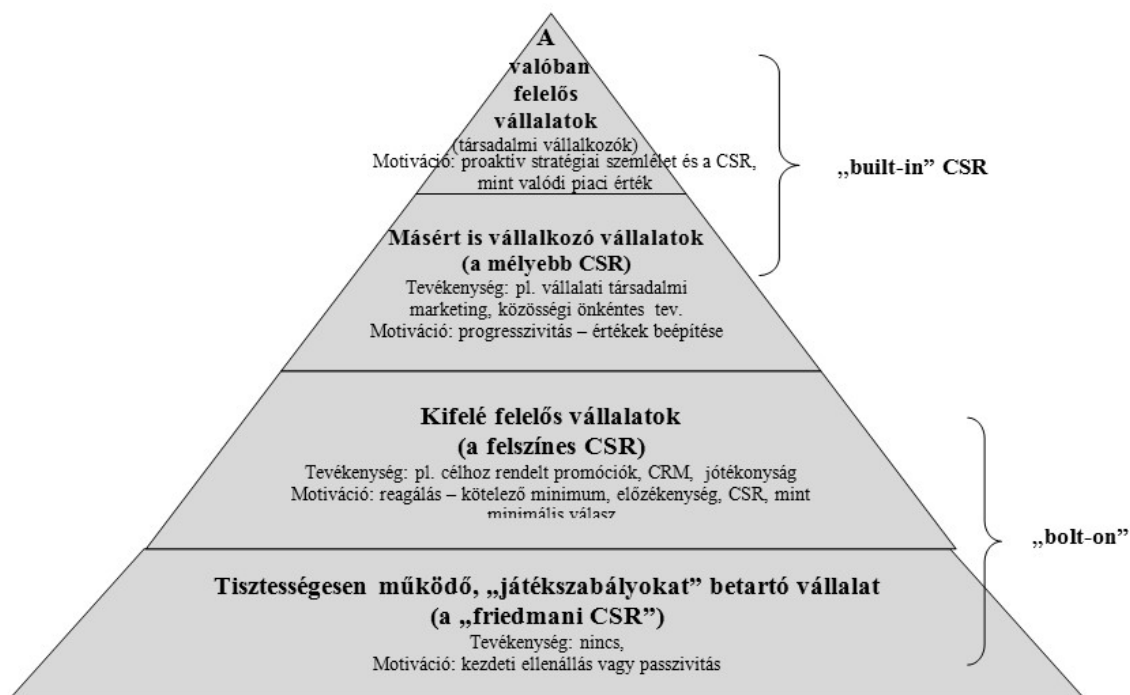 A
valóban
felelős
vállalatok
(társadalmi vállalkozók)
Motiváció: proaktív stratégiai szemlélet és a CSR,
mint valódi piaci érték
„built-in” CSR
Másért is vállalkozó vállalatok
(a mélyebb CSR)
Tevékenység: pl. vállalati társadalmi
marketing, közösségi önkéntes tev.
Motiváció: progresszivitás – értékek beépítése
Kifelé felelős vállalatok
(a felszínes CSR)
Tevékenység: pl. célhoz rendelt promóciók, CRM, jótékonyság
Motiváció: reagálás – kötelező minimum, előzékenység, CSR, mint
minimális válasz
„bolt-on”
Tisztességesen működő, „játékszabályokat” betartó vállalat
(a „friedmani CSR”)
Tevékenység: nincs,
Motiváció: kezdeti ellenállás vagy passzivitás